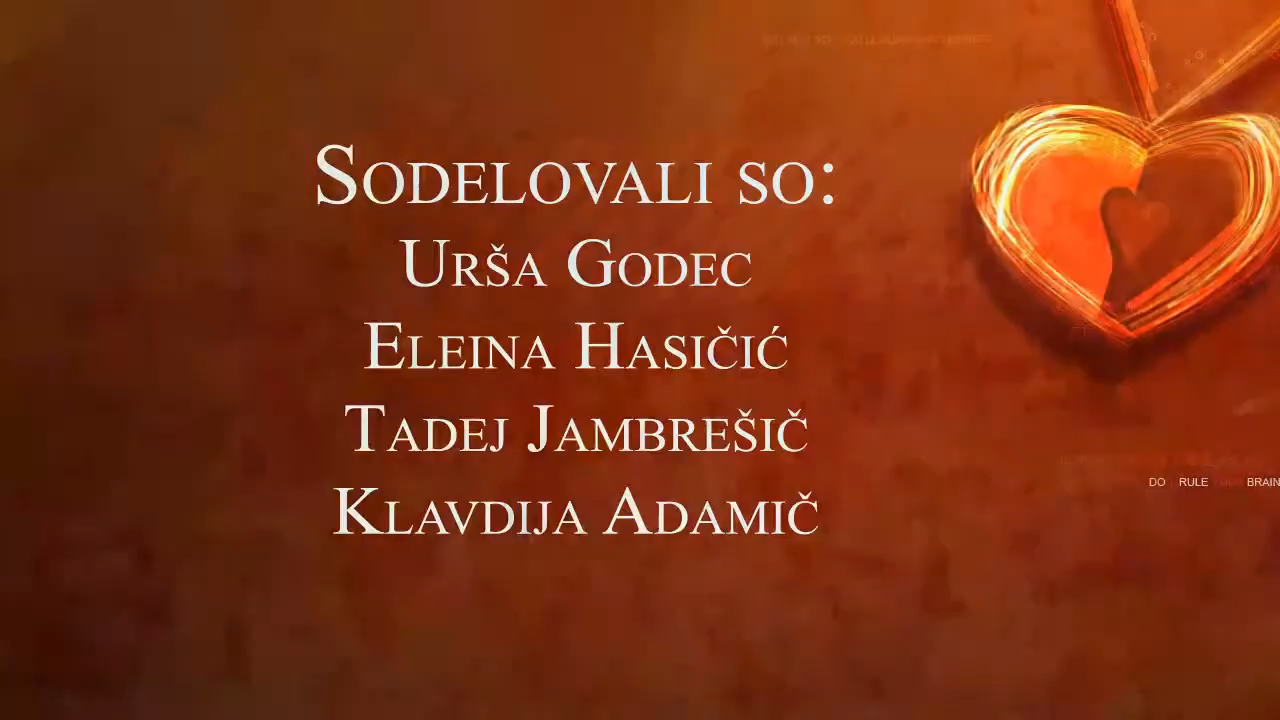 Sodelovali so:
Urša Godec
Eleina Hasičić
Tadej Jambrešič
Klavdija Adamič
DO RULE BRAIN